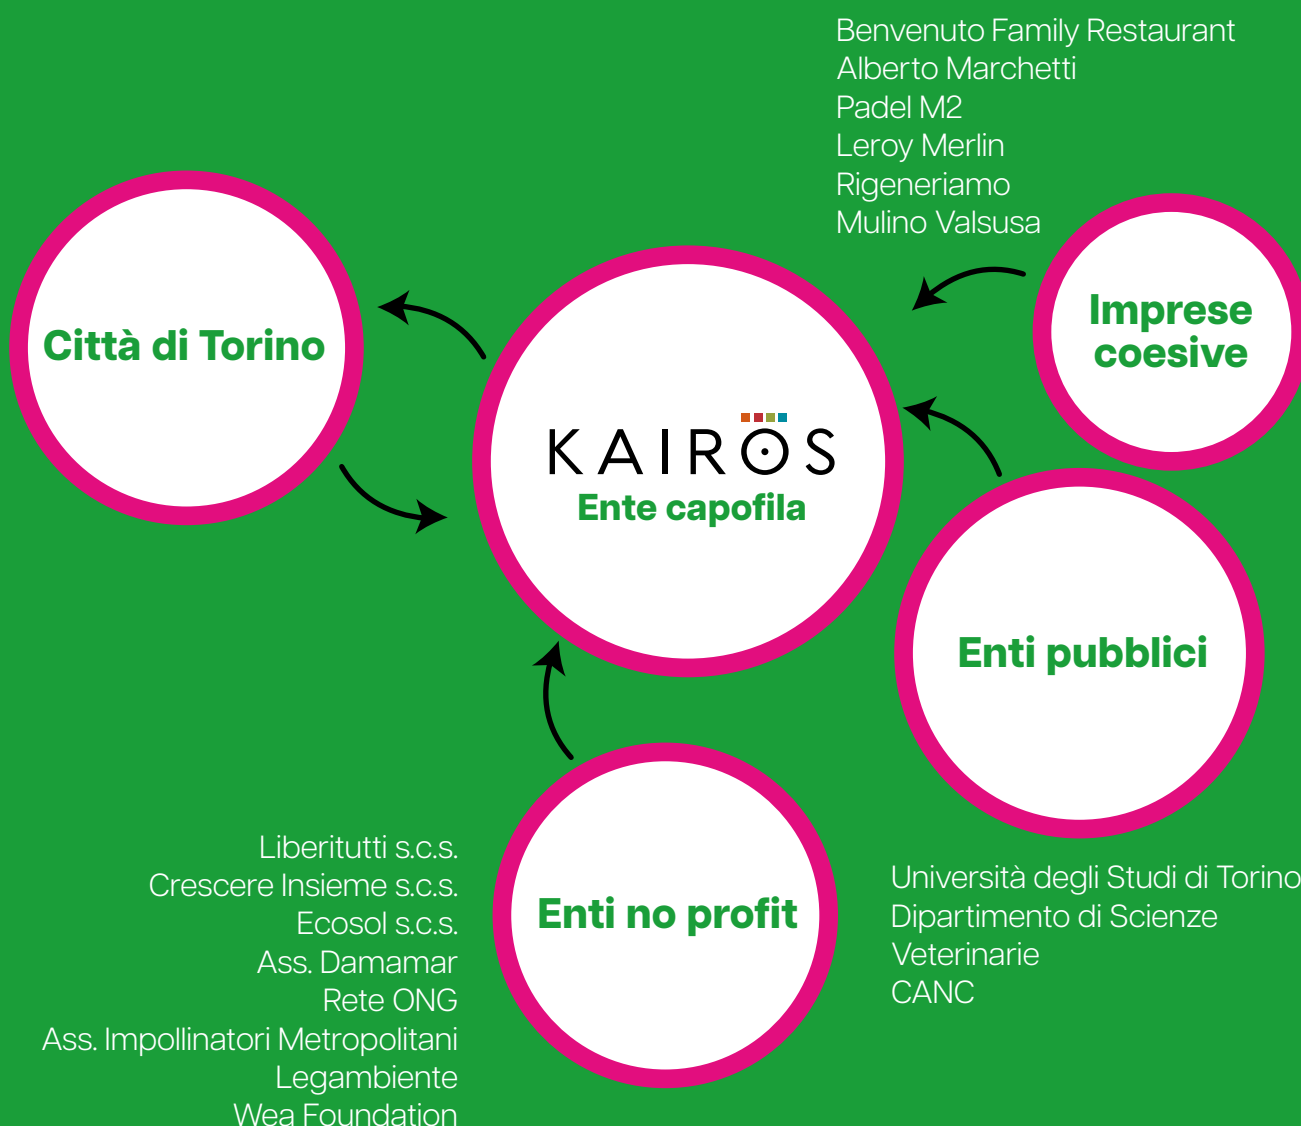 Benvenuto Family Restaurant
Alberto Marchetti
Padel M2
Leroy Merlin
Rigeneriamo
Mulino Valsusa
Imprese
coesive
Città di Torino
KAIRÒS
Ente capofila
Enti pubblici
Università degli Studi di Torino
Dipartimento di Scienze
Veterinarie
CANC
Enti no profit
Liberitutti s.c.s.
Crescere Insieme s.c.s.
Ecosol s.c.s.
Ass. Damamar
Rete ONG
Ass. Impollinatori Metropolitani
Legambiente
Wea Foundation